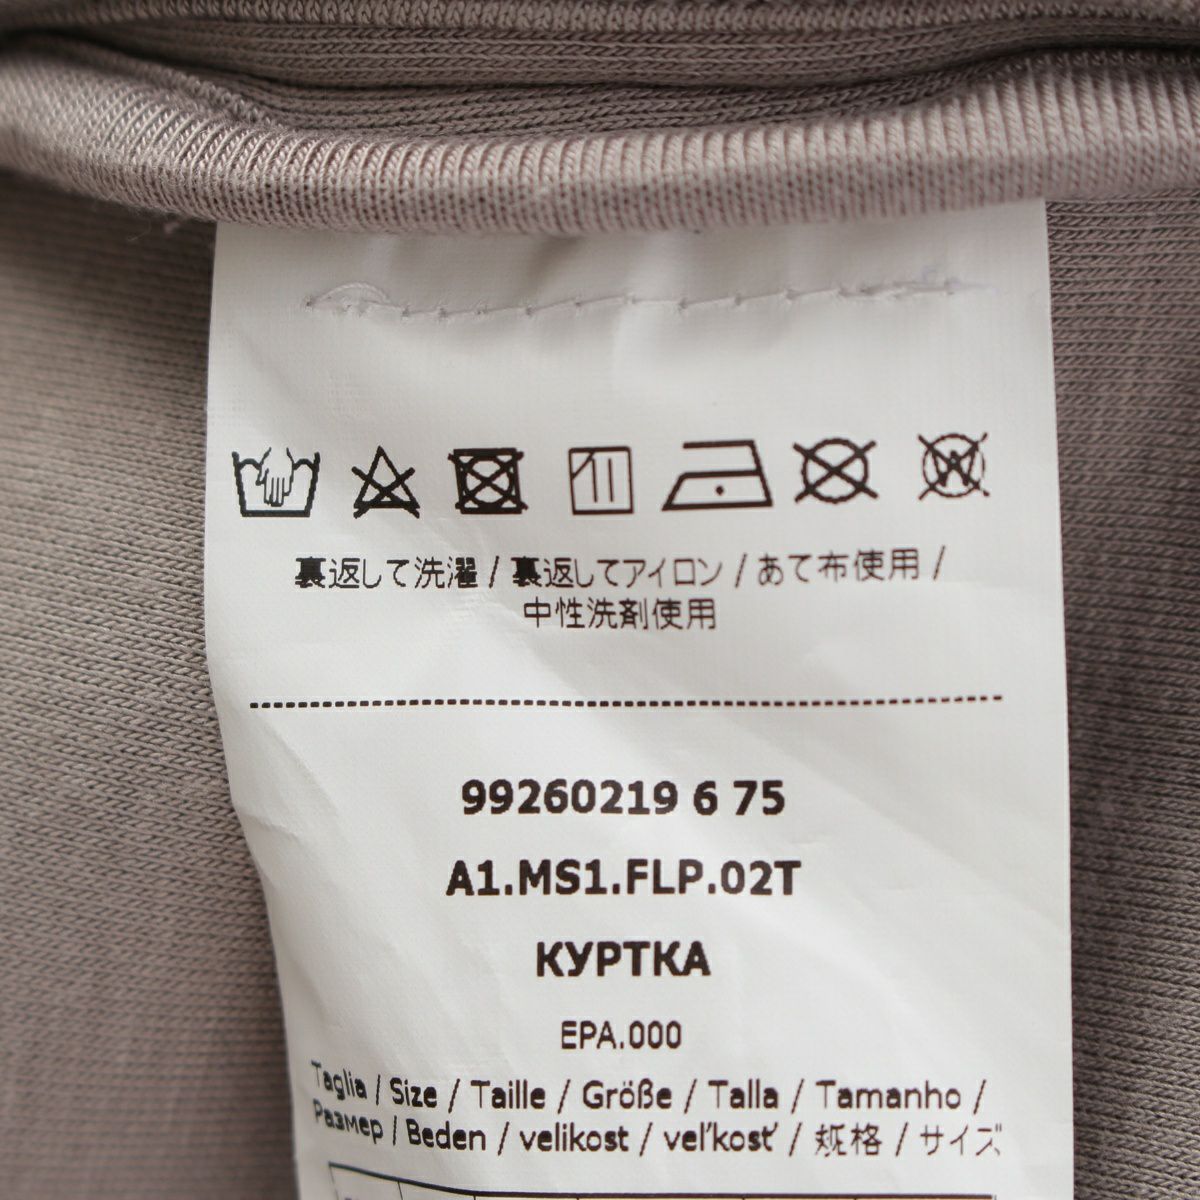 裏返して洗濯 / 裏返してアイロン / あて布使用 /
中性洗剤使用
99260219 6 75
A1.MS1.FLP.02T
КУРТКА
EPA.000
Taglia / Size / Taille / Größe / Talla / Tamanho /
Размер / Beden / velikost / veľkosť / 规格 / サイズ